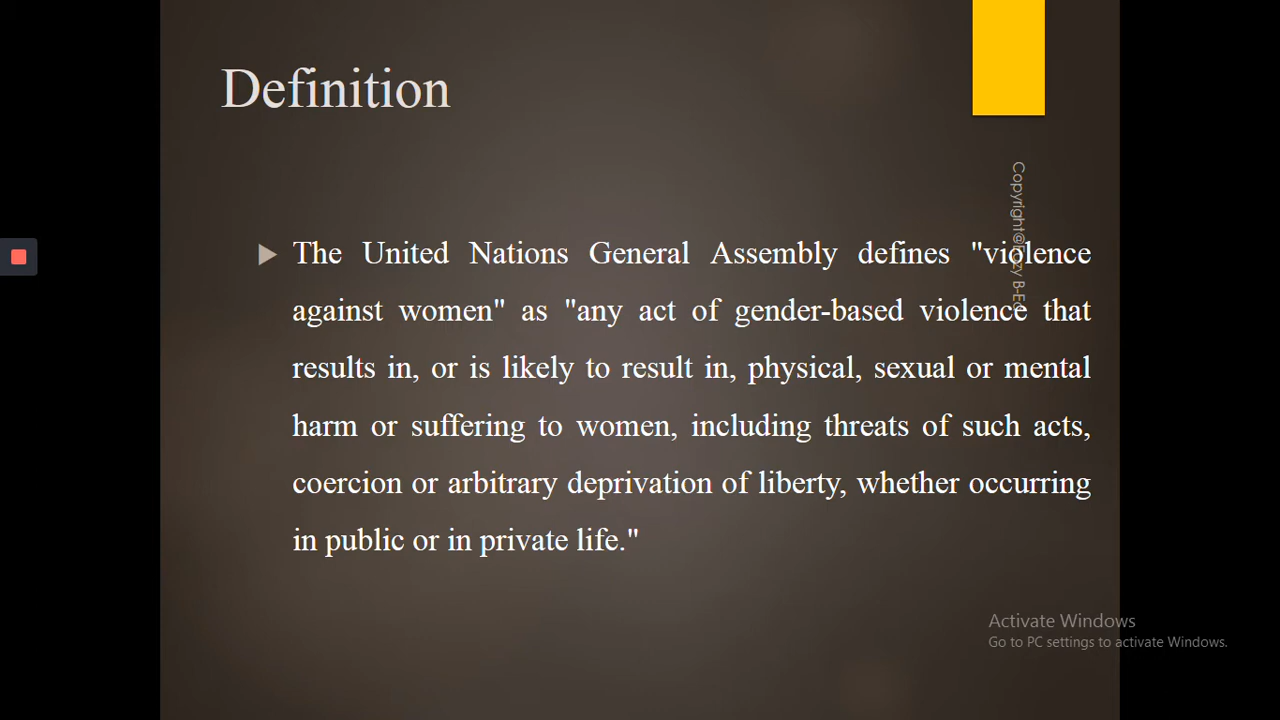 Definition
The United Nations General Assembly defines "violence
against women" as "any act of gender-based violence that
results in, or is likely to result in, physical, sexual or mental
harm or suffering to women, including threats of such acts,
coercion or arbitrary deprivation of liberty, whether occurring
in public or in private life."
B-Ed
Activate Windows
Go to PC settings to activate Windows.